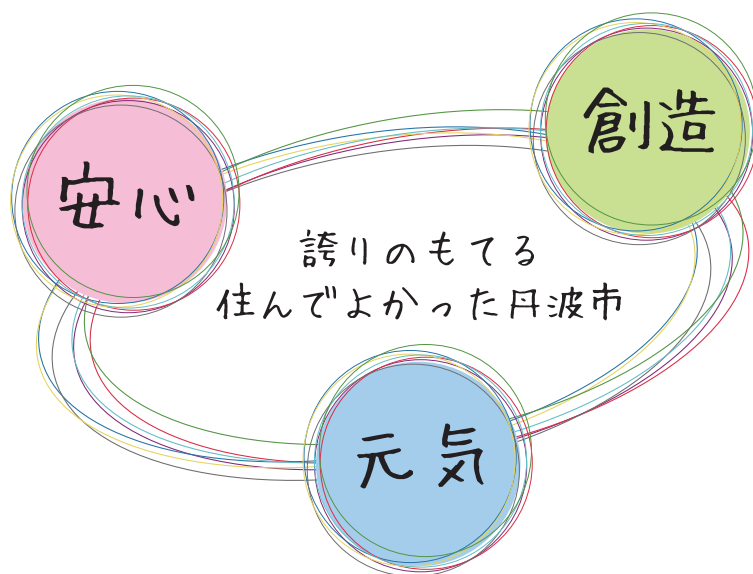 創造
安心
誇りのもてる
住んでよかった丹波市
元気